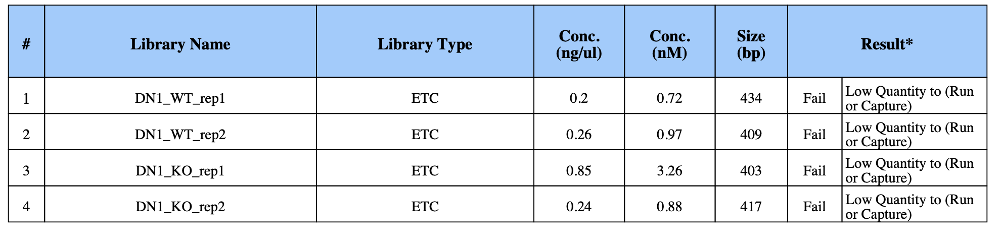 # Library Name Library Type Conc. (ng/ul) Conc. (nM) Size (bp) Result*
1 DN1_WT_rep1 ETC 0.2 0.72 434 Fail Low Quantity to (Run
or Capture)
2 DN1_WT_rep2 ETC 0.26 0.97 409 Fail Low Quantity to (Run
or Capture)
3 DN1_KO_rep1 ETC 0.85 3.26 403 Fail Low Quantity to (Run
or Capture)
4 DN1_KO_rep2 ETC 0.24 0.88 417 Fail Low Quantity to (Run
or Capture)